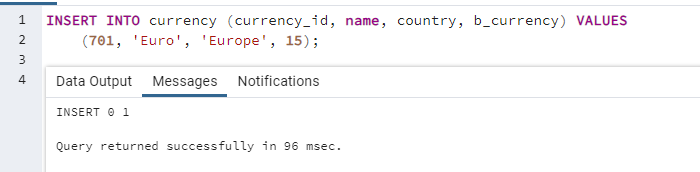 1 INSERT INTO currency (currency_id, name, country, b_currency) VALUES
2 (701, 'Euro', 'Europe', 15);
3
4
Data Output Messages Notifications
INSERT 0 1
Query returned successfully in 96 msec.